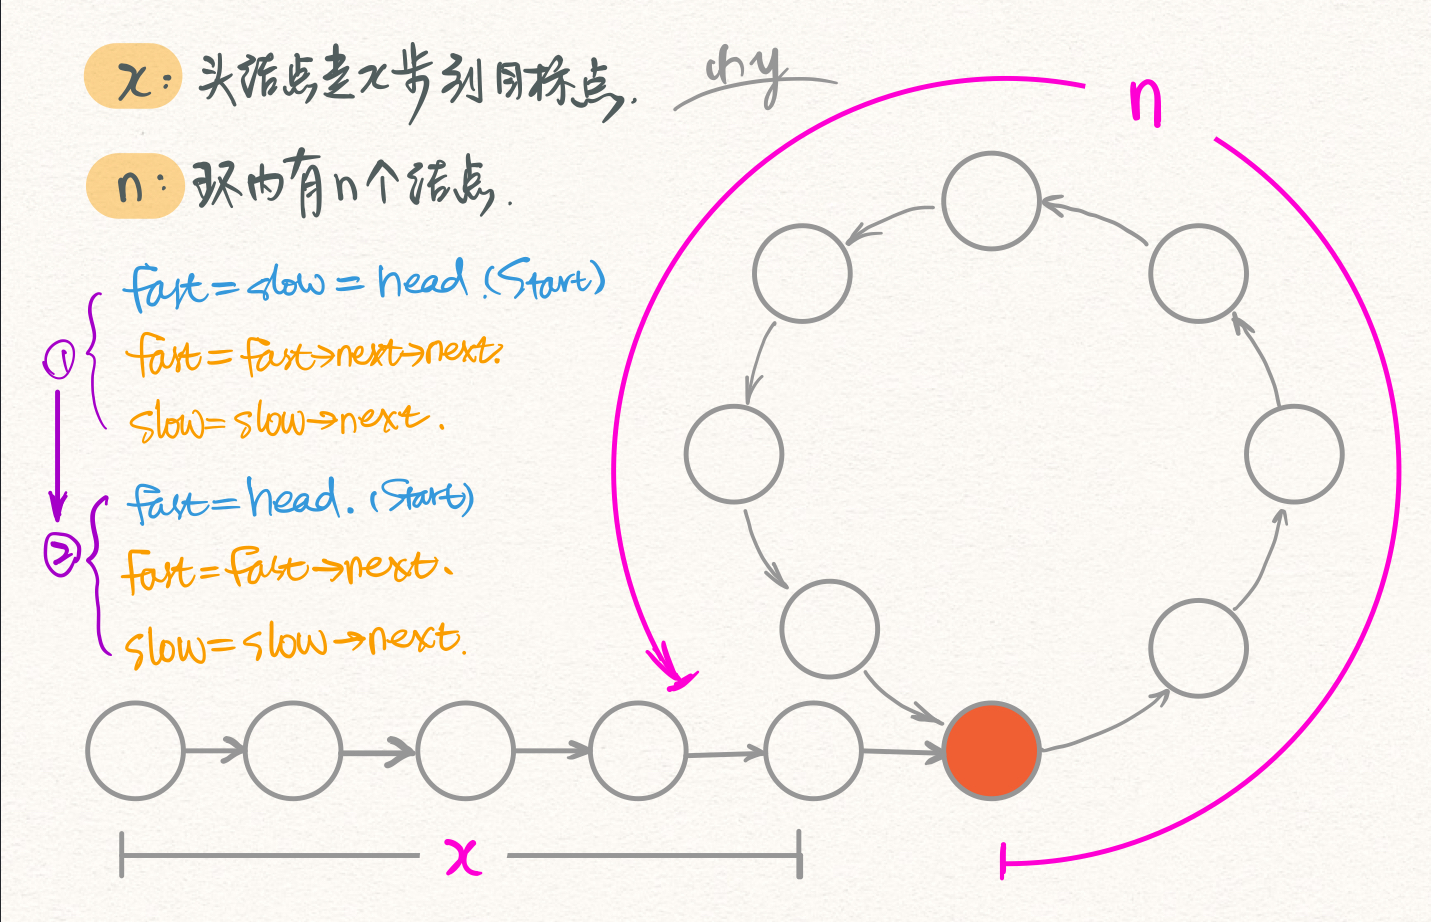 x: 头结点走x步到目标点.
chy
n
n: 环内有n个结点.
fast=slow=head.(Start)
① fast=fast→next→next.
slow=slow→next.
fast=head.(Start)
② fast=fast→next.
slow=slow→next.
x